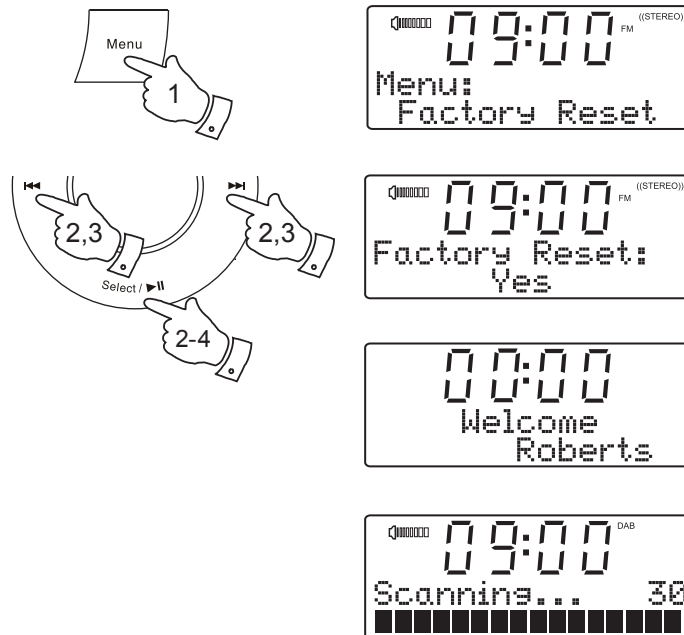 Menu
1
2,3
2,3
Select /
2-4
09:00
FM
((STEREO))
Menu:
Factory Reset
09:00
FM
((STEREO))
Factory Reset:
Yes
00:00
Welcome
Roberts
09:00
DAB
Scanning... 30